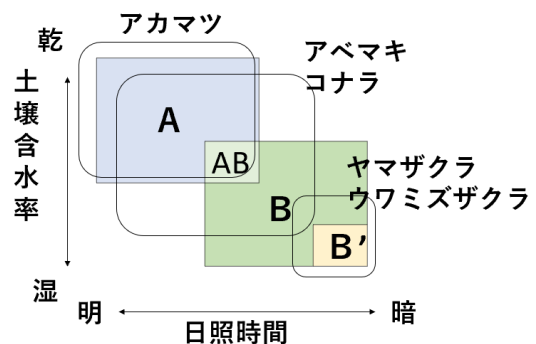 アカマツ
乾
アベマキ
コナラ
土壌含水率
A
AB
ヤマザクラ
ウワミズザクラ
B
B’
湿
明
暗
日照時間